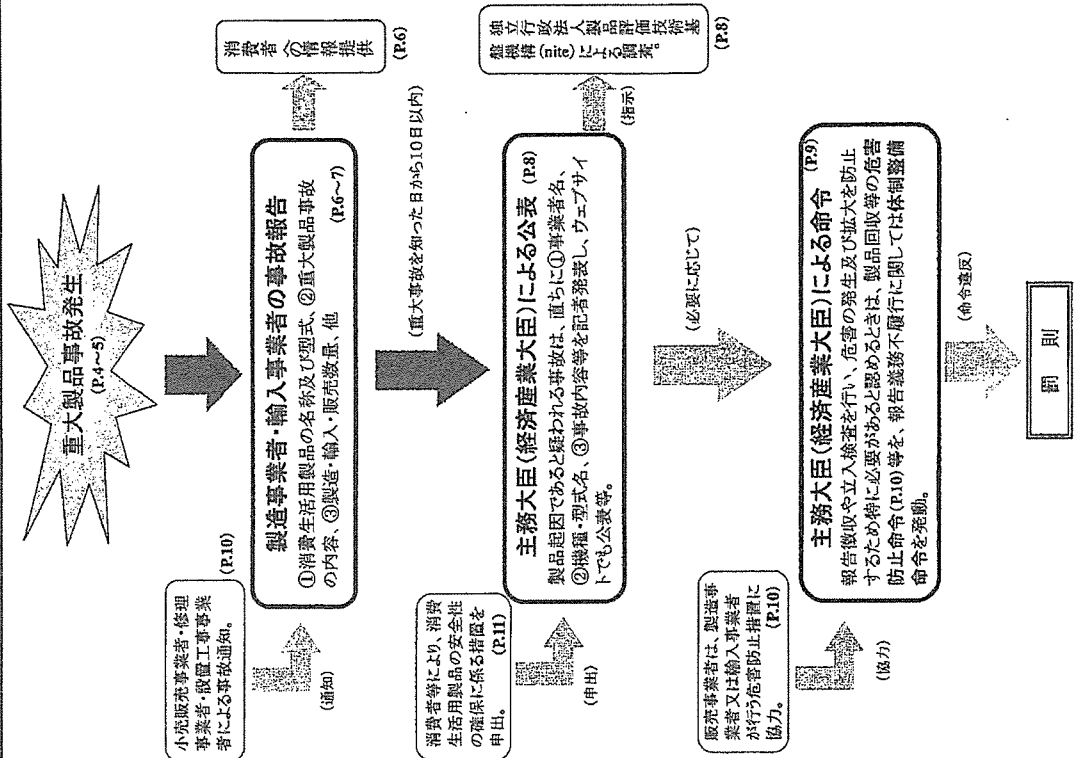 重大製品事故発生
(P.4～5)
小売販売事業者・修理
事業者・設置工事事業
者による事故通知。
(P.10)
(通知)
製造事業者・輸入事業者の事故報告
①消費生活用製品の名称及び型式、②重大製品事故
の内容、③製造・輸入・販売数量、他
(P.6～7)
消費者
への情報
提供
(P.6)
(重大事故を知った日から10日以内)
消費者等により、消費
生活用製品の安全性
の確保に係る措置を
申出。
(P.11)
(申出)
主務大臣(経済産業大臣)による公表 (P.8)
製品起因であると疑われる事故は、直ちに①事業者名、
②機種・型式名、③事故内容等を記者発表し、ウェブサイ
トでも公表等。
(指示)
独立行政法人製品評価技術基
盤機構(nite)による調査。
(P.8)
(必要に応じて)
販売事業者は、製造事
業者又は輸入事業者
が行う危害防止措置に
協力。
(P.10)
(協力)
主務大臣(経済産業大臣)による命令 (P.9)
報告徴収や立入検査を行い、危害の発生及び拡大を防止
するため特に必要があると認めるときは、製品回収等の危害
防止命令(P.10)等を、報告義務不履行に関しては体制整備
命令を発動。
(命令違反)
罰 則